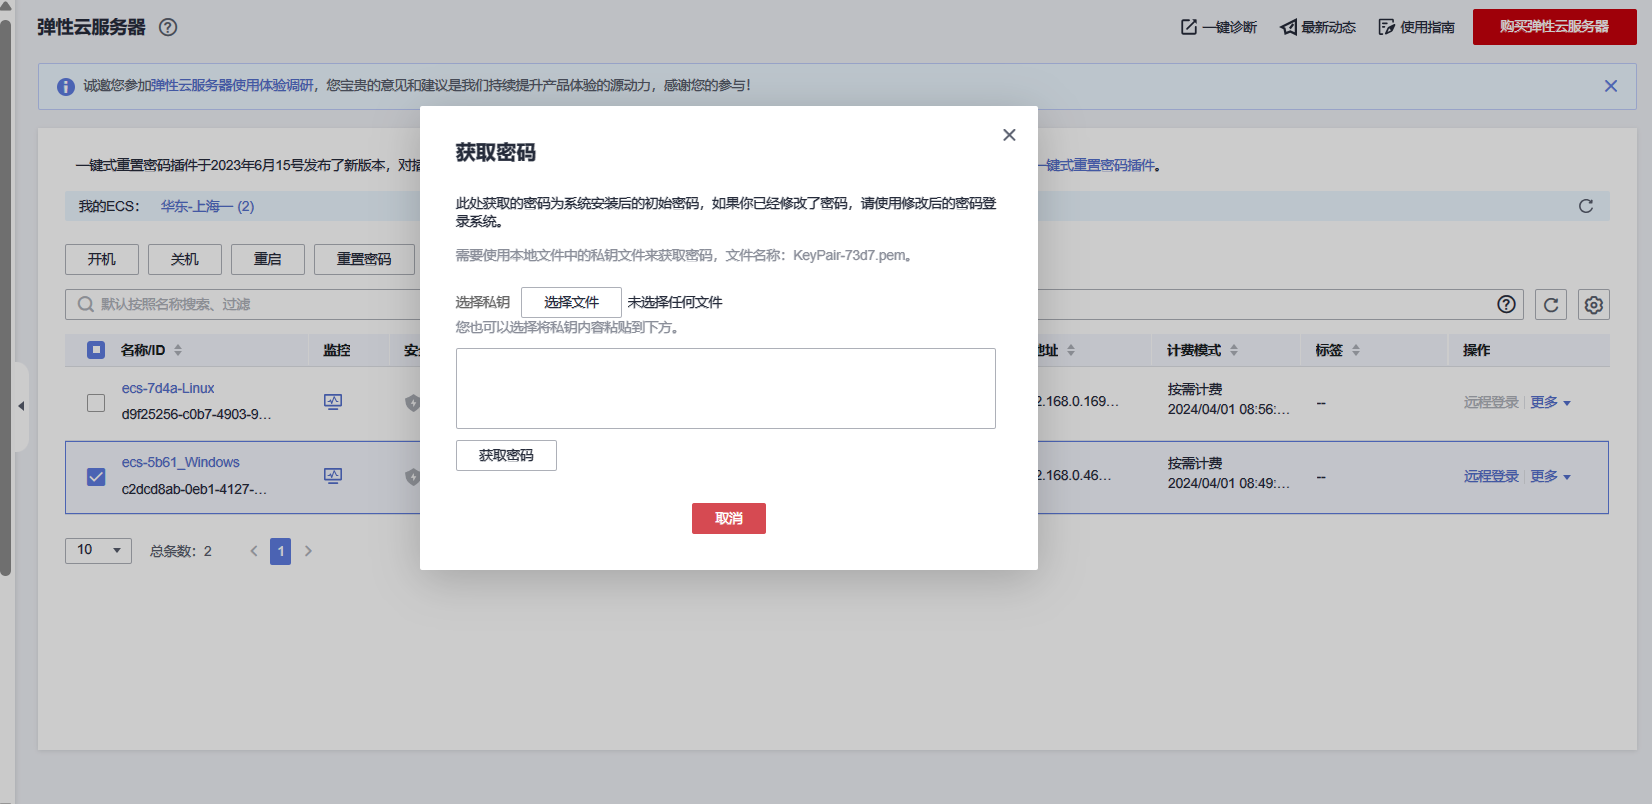 弹性云服务器
一键诊断
最新动态
使用指南
购买弹性云服务器
诚邀您参加弹性云服务器使用体验调研，您宝贵的意见和建议是我们持续提升产品体验的源动力，感谢您的参与！
获取密码
一键式重置密码插件于2023年6月15号发布了新版本，对
一键式重置密码插件。
此处获取的密码为系统安装后的初始密码，如果你已经修改了密码，请使用修改后的密码登
录系统。
我的ECS： 华东-上海一 (2)
需要使用本地文件中的私钥文件来获取密码，文件名称：KeyPair-73d7.pem。
开机 关机 重启 重置密码
选择私钥 选择文件 未选择任何文件
默认按照名称搜索、过滤
您也可以选择将私钥内容粘贴到下方。
名称/ID 监控 地址 计费模式 标签 操作
ecs-7d4a-Linux
d9f25256-c0b7-4903-9...
2.168.0.169...
按需计费
2024/04/01 08:56:...
--
远程登录 更多
获取密码
ecs-5b61_Windows
c2dcd8ab-0eb1-4127-...
2.168.0.46...
按需计费
2024/04/01 08:49:...
--
远程登录 更多
取消
10 总条数：2 < 1 >